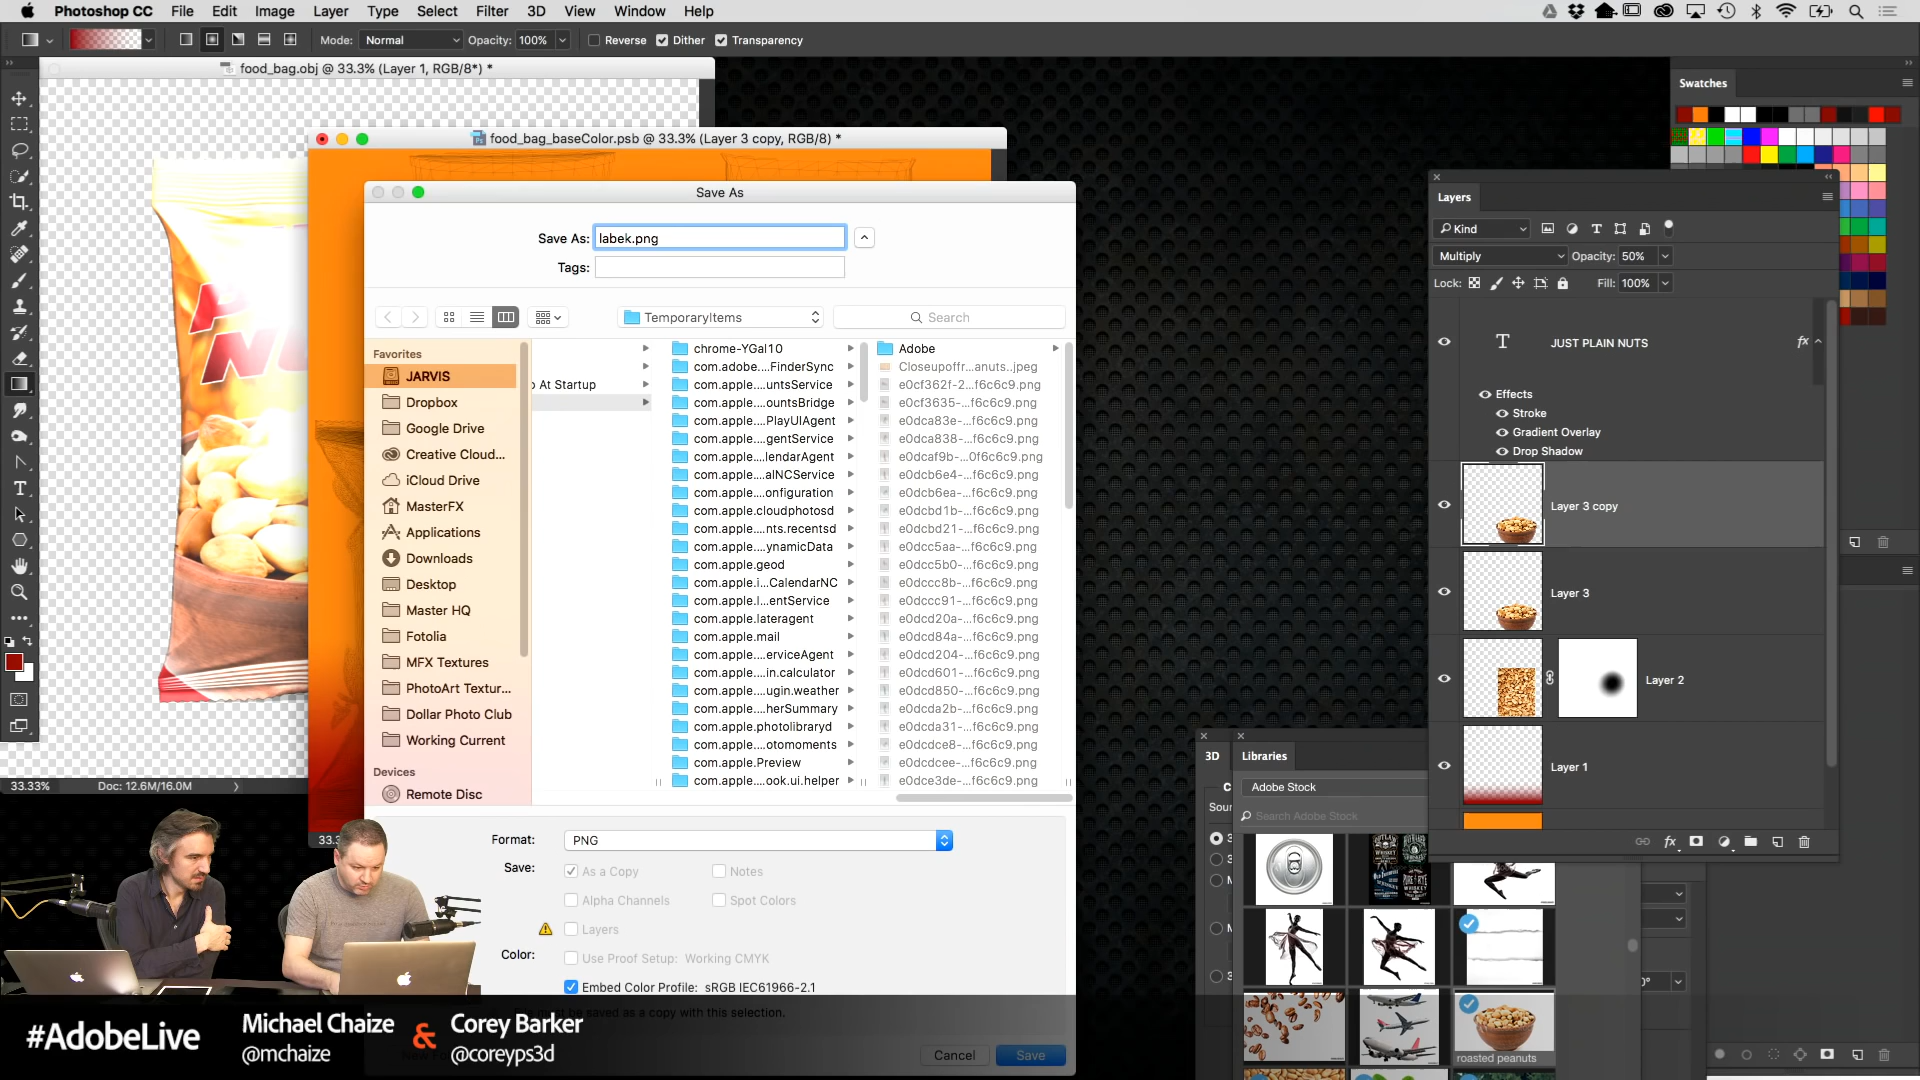 Photoshop CC File Edit Image Layer Type Select Filter 3D View Window Help
Mode: Normal Opacity: 100% Reverse Dither Transparency
food_bag.obj @ 33.3% (Layer 1, RGB/8*) *
food_bag_baseColor.psb @ 33.3% (Layer 3 copy, RGB/8) *
Save As
Save As: labek.png
Tags:
TemporaryItems
Search
Favorites
JARVIS
Dropbox
Google Drive
Creative Cloud...
iCloud Drive
MasterFX
Applications
Downloads
Desktop
Master HQ
Fotolia
MFX Textures
PhotoArt Textur...
Dollar Photo Club
Working Current
Devices
Remote Disc
At Startup
chrome-YGal10
com.adobe....FinderSync
com.apple....untsService
com.apple....ountsBridge
com.apple....PlayUIAgent
com.apple....gentService
com.apple....lendarAgent
com.apple....alNCService
com.apple....onfiguration
com.apple.cloudphotosd
com.apple....nts.recentsd
com.apple....ynamicData
com.apple.geod
com.apple.i...CalendarNC
com.apple.l...entService
com.apple.lateragent
com.apple.mail
com.apple....erviceAgent
com.apple....in.calculator
com.apple....ugin.weather
com.apple....herSummary
com.apple.photolibraryd
com.apple....otomoments
com.apple.Preview
com.apple....ook.ui.helper
Adobe
Closeupoffr...anuts..jpeg
e0cf362f-2...f6c6c9.png
e0cf3635-...f6c6c9.png
e0dca83e-...f6c6c9.png
e0dca838-...f6c6c9.png
e0dcaf9b-...0f6c6c9.png
e0dcb6e4-...f6c6c9.png
e0dcb6ea-...f6c6c9.png
e0dcbd1b-...f6c6c9.png
e0dcbd21-...f6c6c9.png
e0dcc5aa-...f6c6c9.png
e0dcc5b0-...f6c6c9.png
e0dccc8b-...f6c6c9.png
e0dccc91-...f6c6c9.png
e0dcd20a-...f6c6c9.png
e0dcd84a-...f6c6c9.png
e0dcd204-...f6c6c9.png
e0dcd601-...f6c6c9.png
e0dcd850-...f6c6c9.png
e0dcda2b-...f6c6c9.png
e0dcda31-...f6c6c9.png
e0dcdce8-...f6c6c9.png
e0dcdcee-...f6c6c9.png
e0dce3de-...f6c6c9.png
Format: PNG
Save: As a Copy Notes
Alpha Channels Spot Colors
Layers
Color: Use Proof Setup: Working CMYK
Embed Color Profile: sRGB IEC61966-2.1
must be saved as a copy with this selection.
Cancel Save
33.33% Doc: 12.6M/16.0M
Swatches
Layers
Kind
Multiply Opacity: 50%
Lock: Fill: 100%
T JUST PLAIN NUTS fx
Effects
Stroke
Gradient Overlay
Drop Shadow
Layer 3 copy
Layer 3
Layer 2
Layer 1
3D Libraries
Adobe Stock
Search Adobe Stock
roasted peanuts
#AdobeLive
Michael Chaize
@mchaize
&
Corey Barker
@coreyps3d